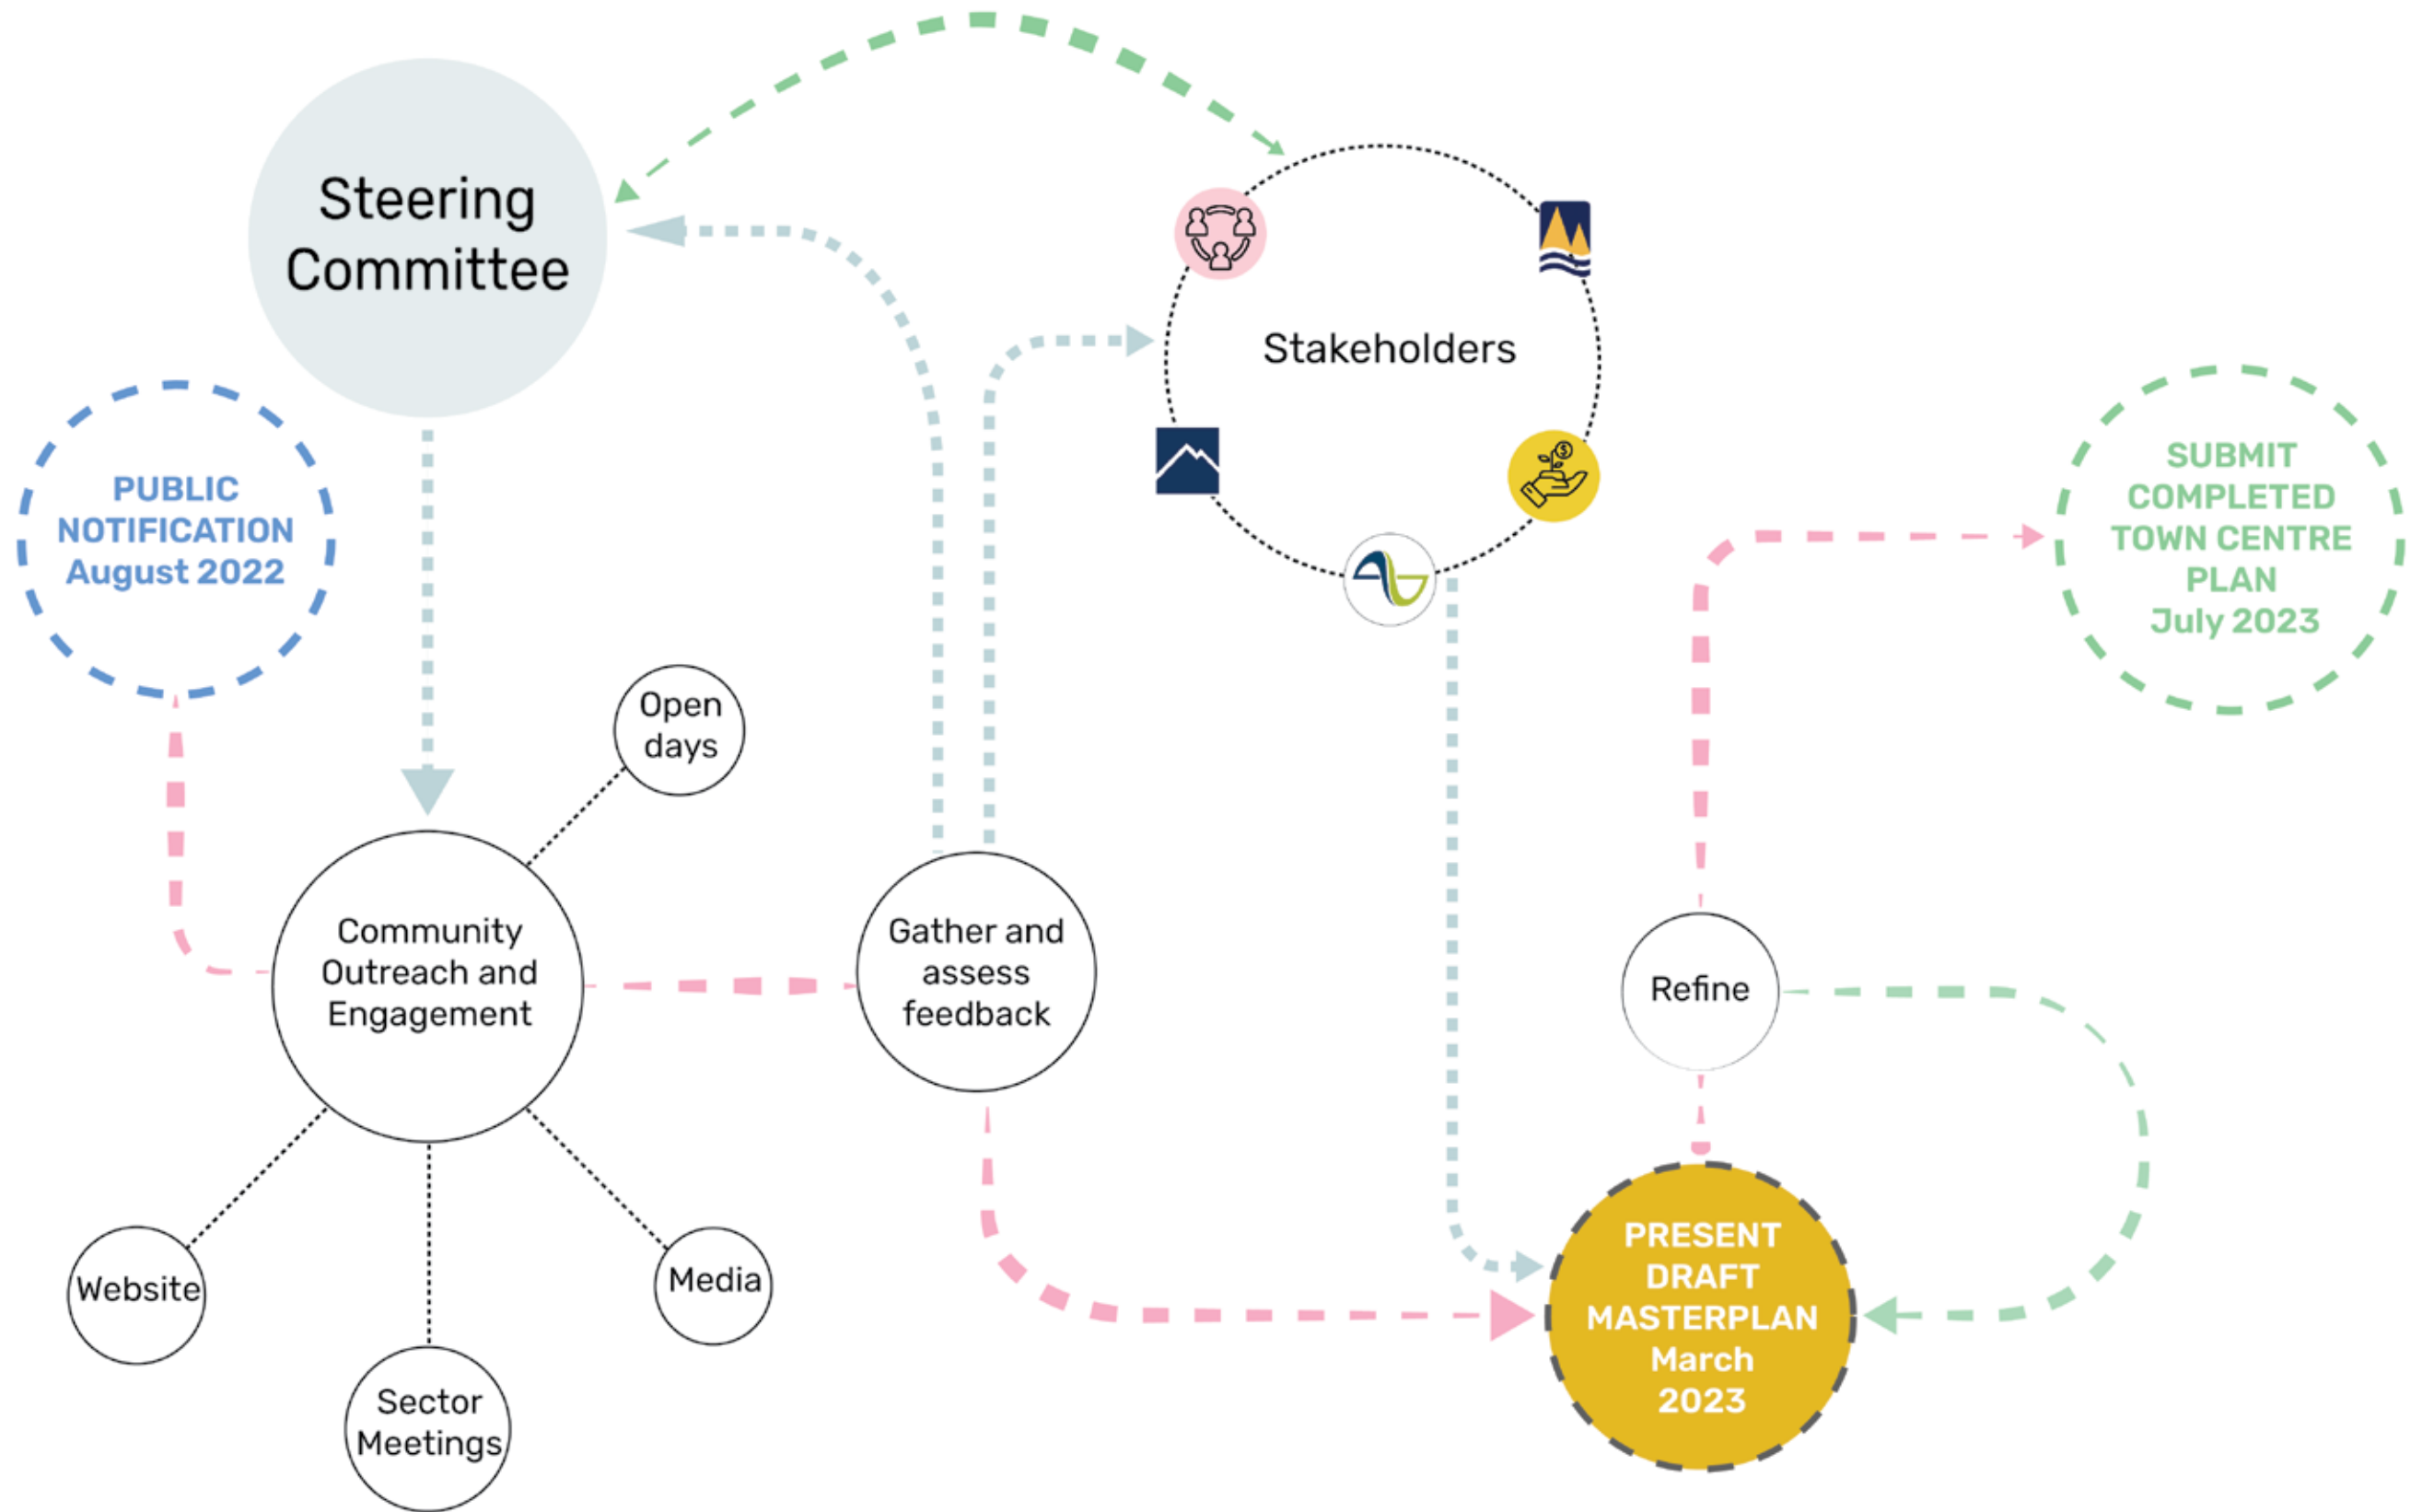 Steering
Committee
Stakeholders
PUBLIC
NOTIFICATION
August 2022
SUBMIT
COMPLETED
TOWN CENTRE
PLAN
July 2023
Open
days
Community
Outreach and
Engagement
Gather and
assess
feedback
Refine
Website
Media
Sector
Meetings
PRESENT
DRAFT
MASTERPLAN
March
2023